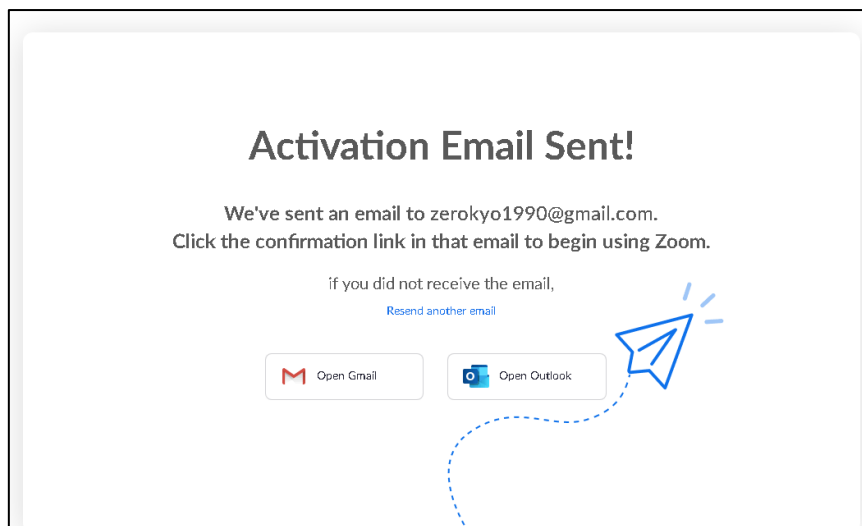 Activation Email Sent!
We've sent an email to zerokyo1990@gmail.com.
Click the confirmation link in that email to begin using Zoom.
if you did not receive the email,
Resend another email
Open Gmail
Open Outlook